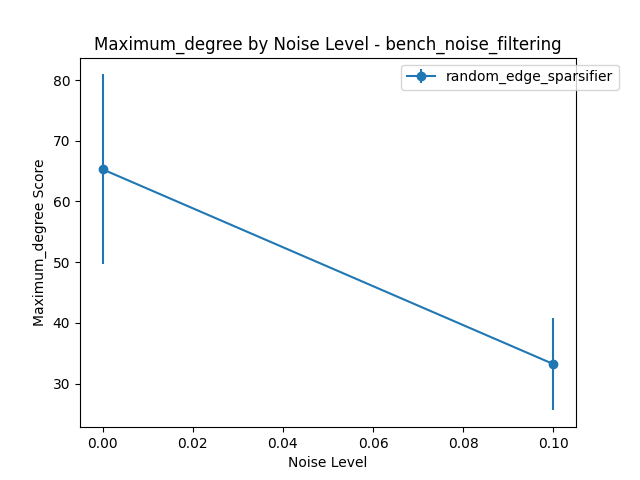 Maximum_degree by Noise Level - bench_noise_filtering
random_edge_sparsifier
80
70
60
50
40
30
Maximum_degree Score
0.00 0.02 0.04 0.06 0.08 0.10
Noise Level